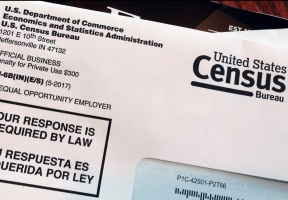 U.S. Department of Commerce
Economics and Statistics Administration
U.S. Census Bureau
1201 E 10th Street
Jeffersonville IN 47132
OFFICIAL BUSINESS
Penalty for Private Use $300
-6B(IN)(E/S) (5-2017)
EQUAL OPPORTUNITY EMPLOYER
United States
Census
Bureau
OUR RESPONSE IS
EQUIRED BY LAW
U RESPUESTA ES
QUERIDA POR LEY
P1C-42501-P2766